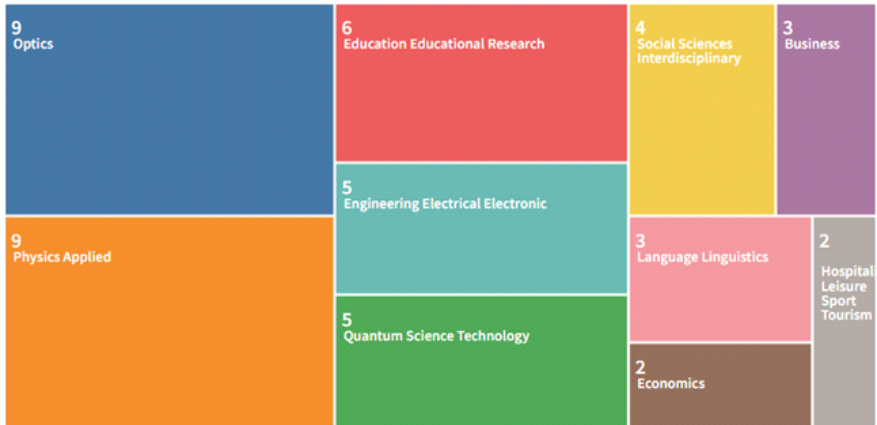 9
Optics
9
Physics Applied
6
Education Educational Research
5
Engineering Electrical Electronic
5
Quantum Science Technology
4
Social Sciences
Interdisciplinary
3
Business
3
Language Linguistics
2
Economics
2
Hospital
Leisure
Sport
Tourism